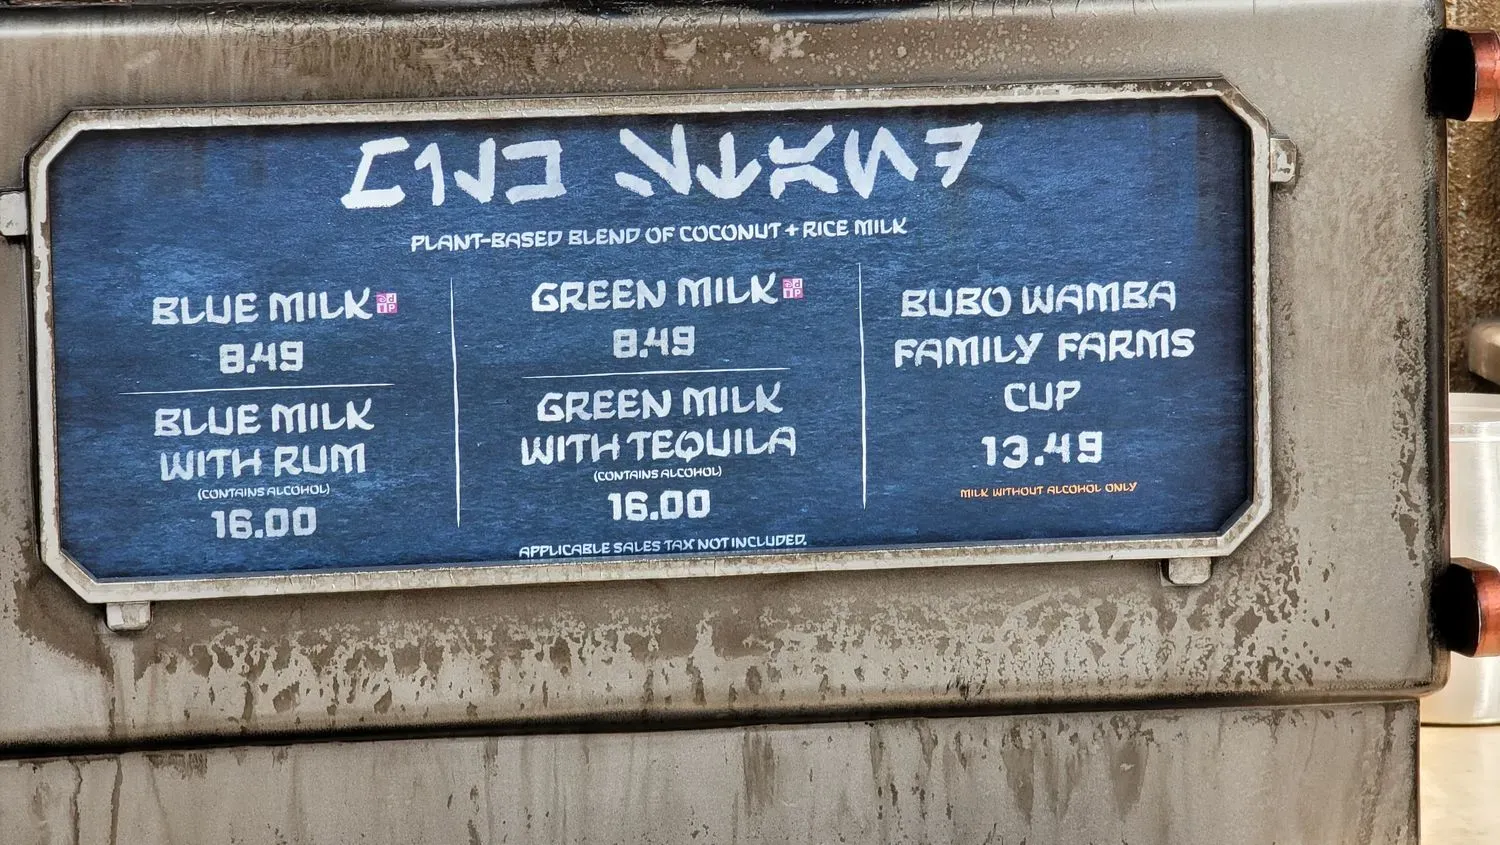 PLANT-BASED BLEND OF COCONUT + RICE MILK
BLUE MILK
8.49
BLUE MILK
WITH RUM
(CONTAINS ALCOHOL)
16.00
GREEN MILK
8.49
GREEN MILK
WITH TEQUILA
(CONTAINS ALCOHOL)
16.00
BUBO WAMBA
FAMILY FARMS
CUP
13.49
MILK WITHOUT ALCOHOL ONLY
APPLICABLE SALES TAX NOT INCLUDED.